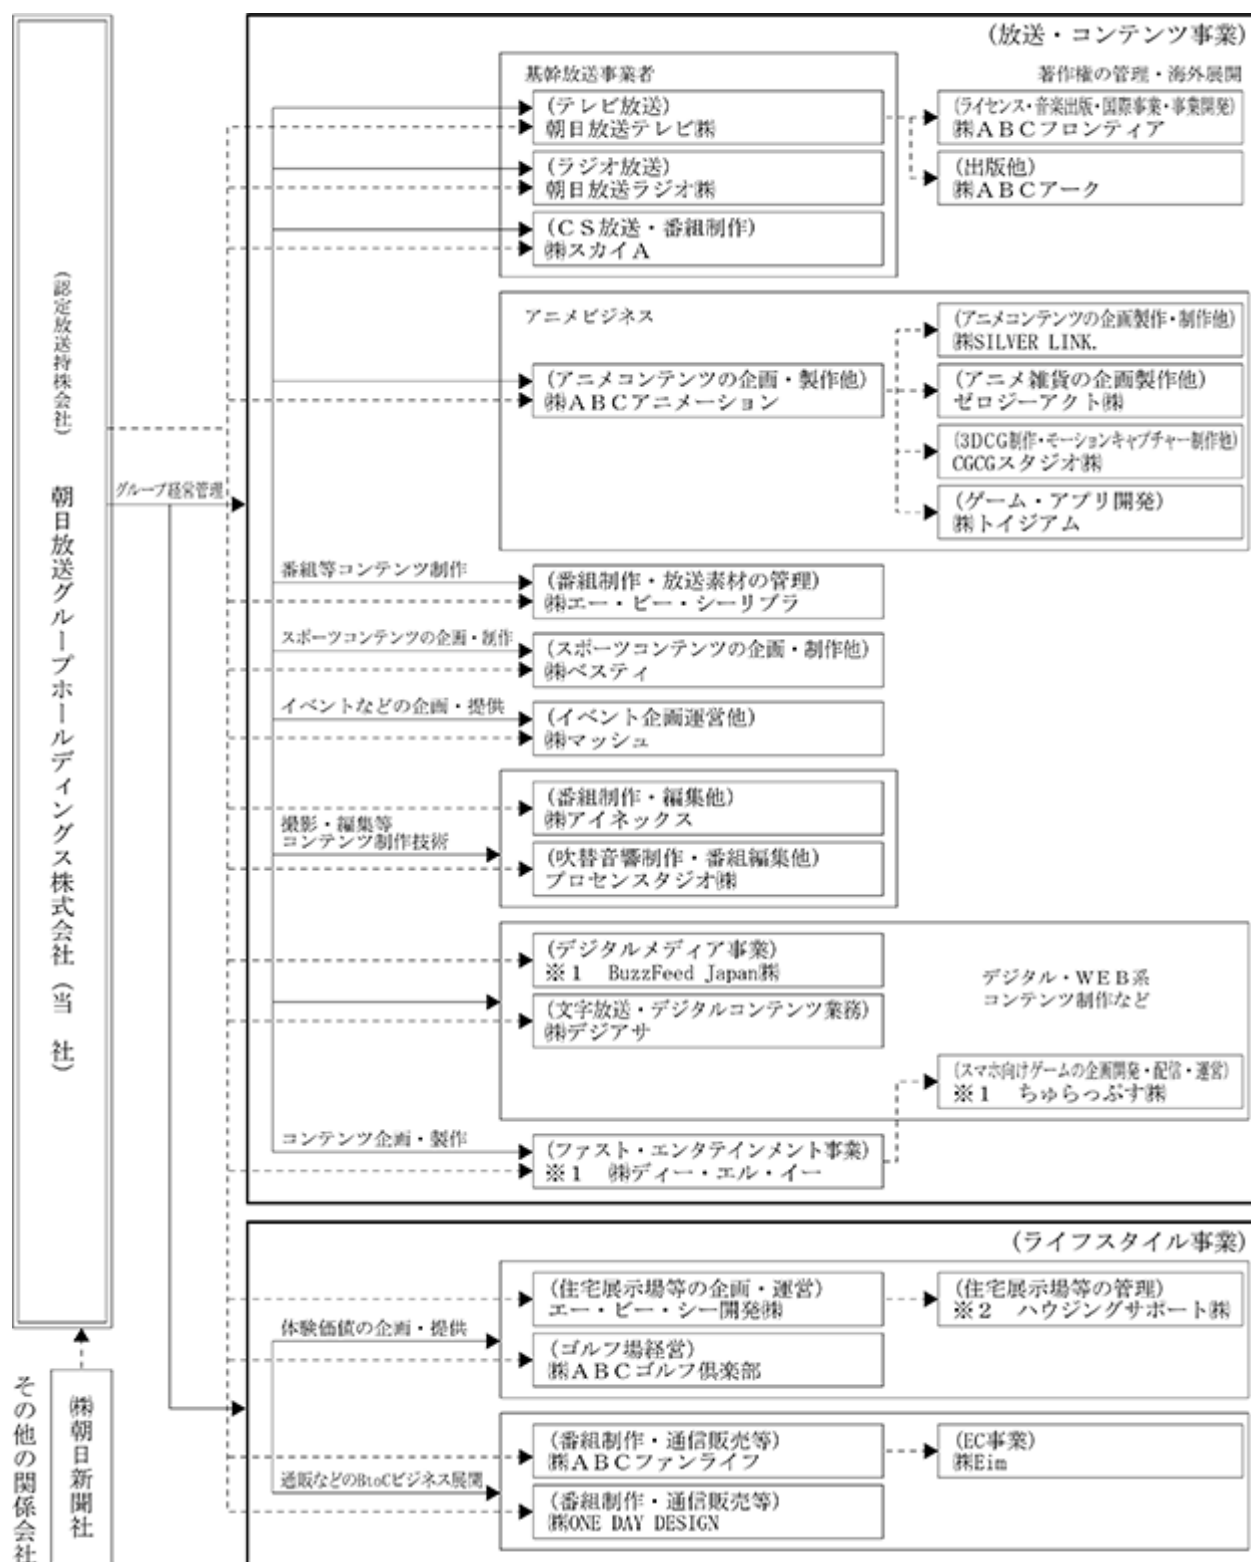 (認定放送持株会社)
朝日放送グループホールディングス株式会社(当 社)
その他の関係会社
㈱朝日新聞社
グループ経営管理
(放送・コンテンツ事業)
基幹放送事業者
(テレビ放送)
朝日放送テレビ㈱
(ラジオ放送)
朝日放送ラジオ㈱
(CS放送・番組制作)
㈱スカイA
著作権の管理・海外展開
(ライセンス・音楽出版・国際事業・事業開発)
㈱ABCフロンティア
(出版他)
㈱ABCアーク
アニメビジネス
(アニメコンテンツの企画・製作他)
㈱ABCアニメーション
(アニメコンテンツの企画製作・制作他)
㈱SILVER LINK.
(アニメ雑貨の企画製作他)
ゼロジーアクト㈱
(3DCG制作・モーションキャプチャー制作他)
CGCGスタジオ㈱
(ゲーム・アプリ開発)
㈱トイジアム
番組等コンテンツ制作
(番組制作・放送素材の管理)
㈱エー・ビー・シーリブラ
スポーツコンテンツの企画・制作
(スポーツコンテンツの企画・制作他)
㈱ベスティ
イベントなどの企画・提供
(イベント企画運営他)
㈱マッシュ
撮影・編集等
コンテンツ制作技術
(番組制作・編集他)
㈱アイネックス
(吹替音響制作・番組編集他)
プロセンスタジオ㈱
(デジタルメディア事業)
※1 BuzzFeed Japan㈱
(文字放送・デジタルコンテンツ業務)
㈱デジアサ
デジタル・WEB系
コンテンツ制作など
(スマホ向けゲームの企画開発・配信・運営)
※1 ちゅらっぷす㈱
コンテンツ企画・製作
(ファスト・エンタテインメント事業)
※1 ㈱ディー・エル・イー
(ライフスタイル事業)
体験価値の企画・提供
(住宅展示場等の企画・運営)
エー・ビー・シー開発㈱
(住宅展示場等の管理)
※2 ハウジングサポート㈱
(ゴルフ場経営)
㈱ABCゴルフ倶楽部
通販などのBtoCビジネス展開
(番組制作・通信販売等)
㈱ABCファンライフ
(EC事業)
㈱Eim
(番組制作・通信販売等)
㈱ONE DAY DESIGN